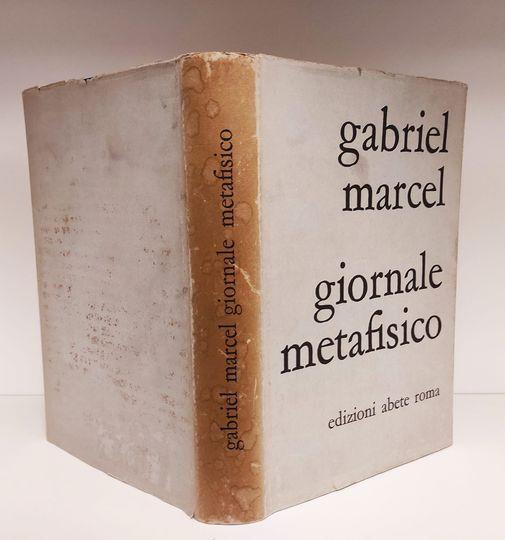 gabriel
marcel
giornale
metafisico
edizioni abete roma
gabriel marcel giornale metafisico